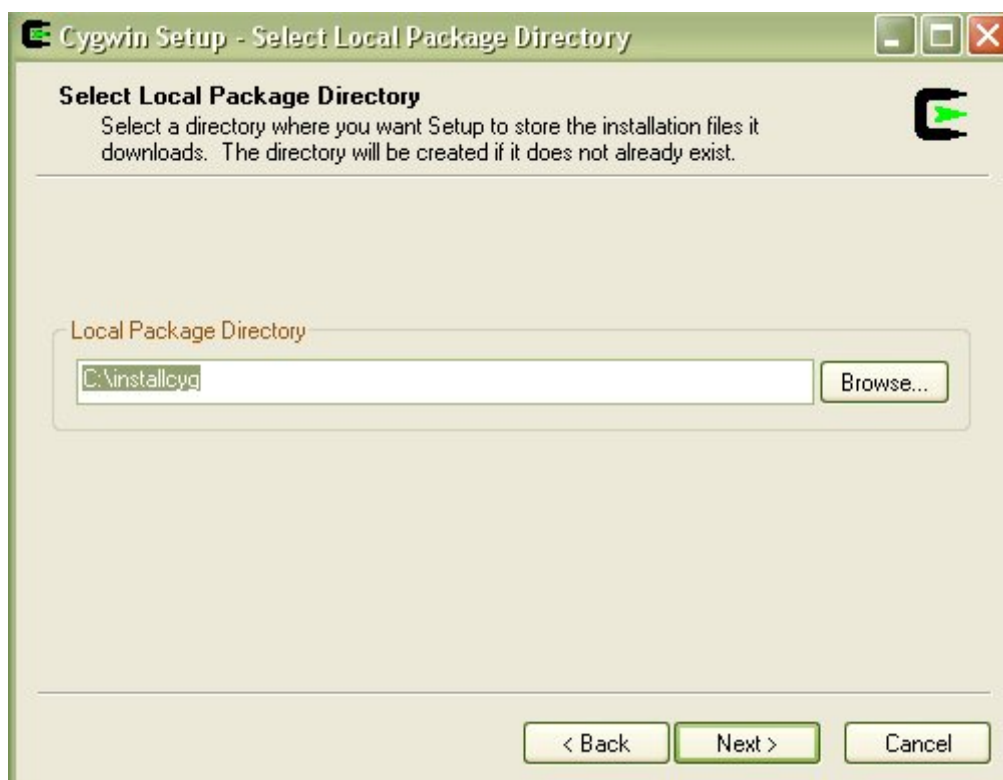 Cygwin Setup - Select Local Package Directory
Select Local Package Directory
Select a directory where you want Setup to store the installation files it
downloads. The directory will be created if it does not already exist.
Local Package Directory
C:\installcyg
Browse...
< Back
Next >
Cancel